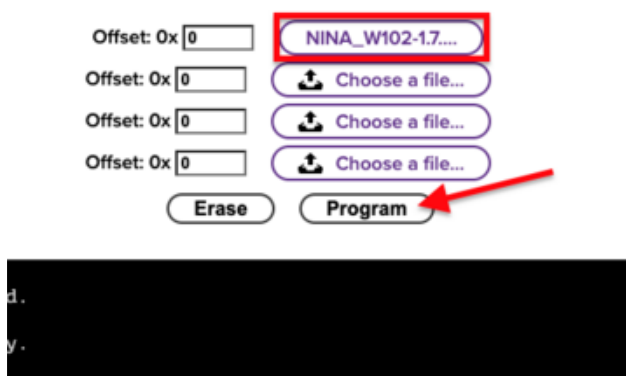 Offset: 0x 0 NINA_W102-1.7....
Offset: 0x 0 Choose a file...
Offset: 0x 0 Choose a file...
Offset: 0x 0 Choose a file...
Erase Program
d.
y.